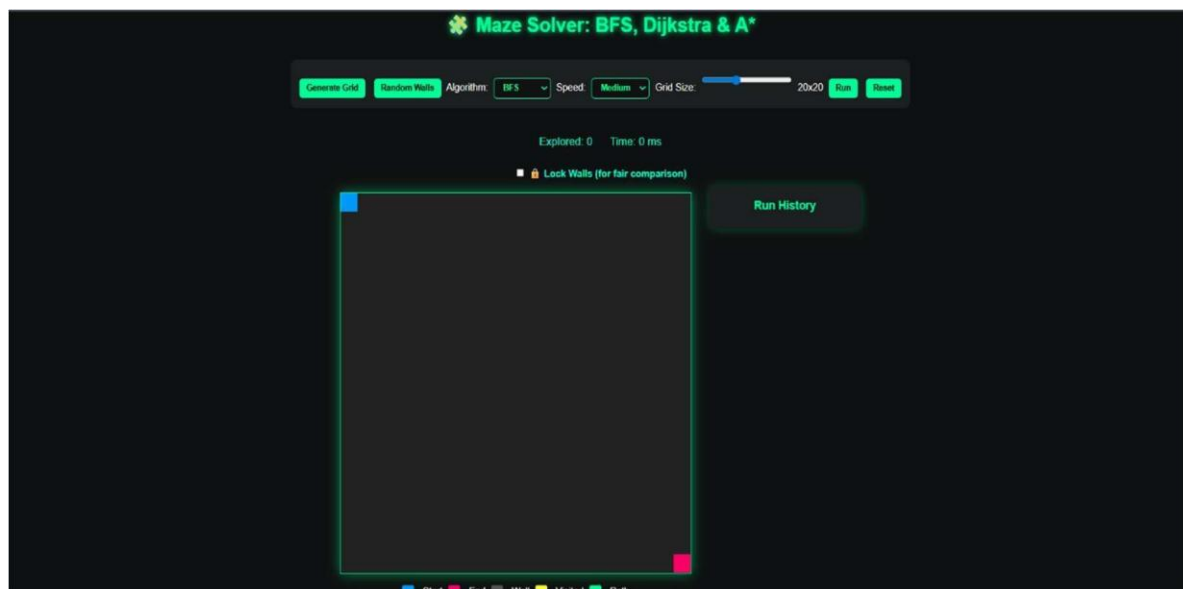 Maze Solver: BFS, Dijkstra & A*
Generate Grid Random Walls Algorithm: BFS Speed: Medium Grid Size: 20x20 Run Reset
Explored: 0 Time: 0 ms
Lock Walls (for fair comparison)
Run History